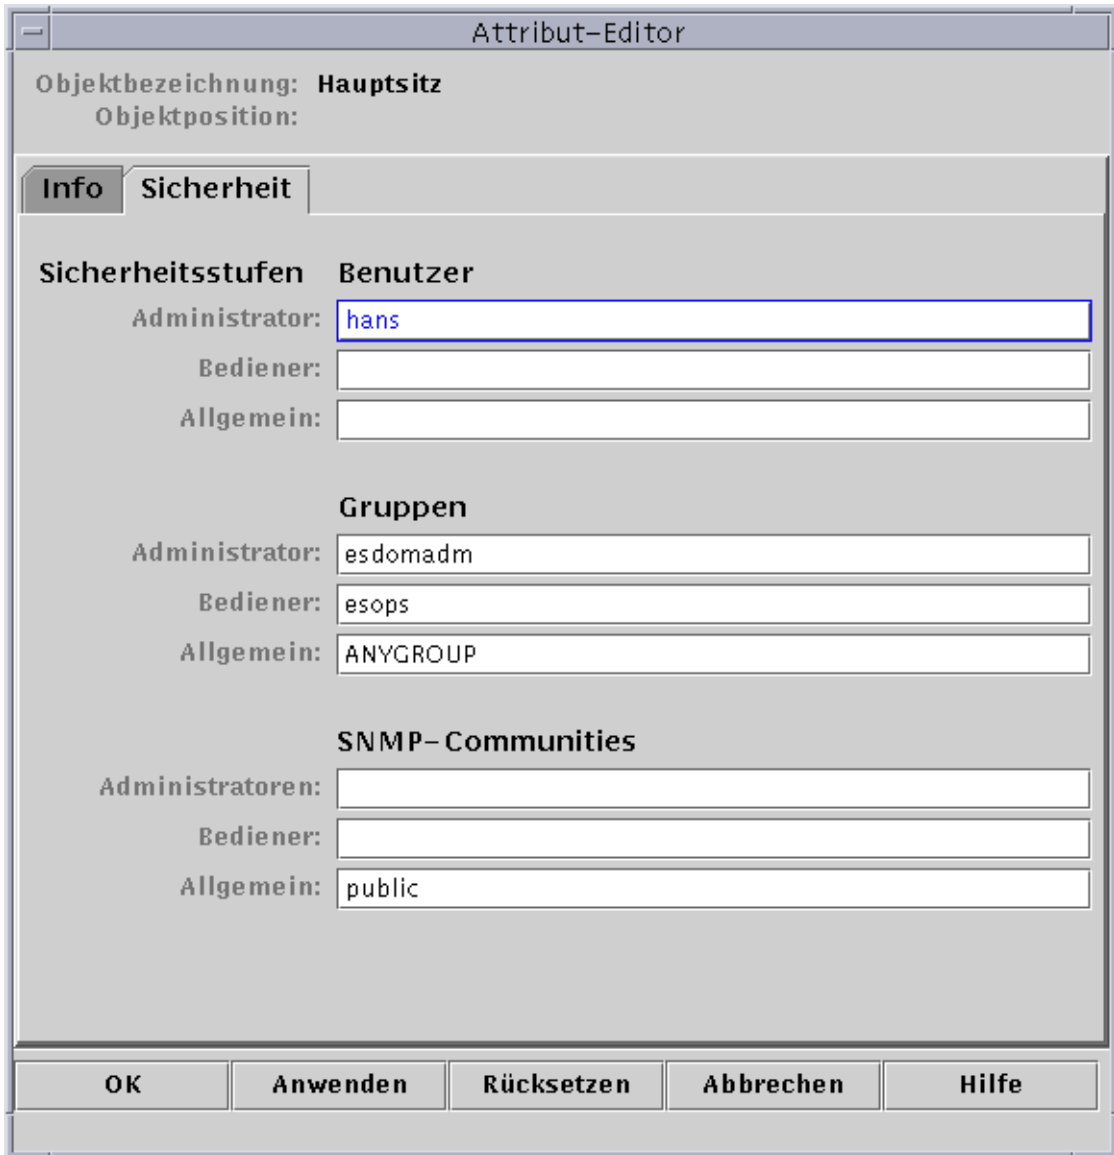 Attribut-Editor
Objektbezeichnung: Hauptsitz
Objektposition:
Info Sicherheit
Sicherheitsstufen Benutzer
Administrator: hans
Bediener:
Allgemein:
Gruppen
Administrator: esdomadm
Bediener: esops
Allgemein: ANYGROUP
SNMP-Communities
Administratoren:
Bediener:
Allgemein: public
OK Anwenden Rücksetzen Abbrechen Hilfe